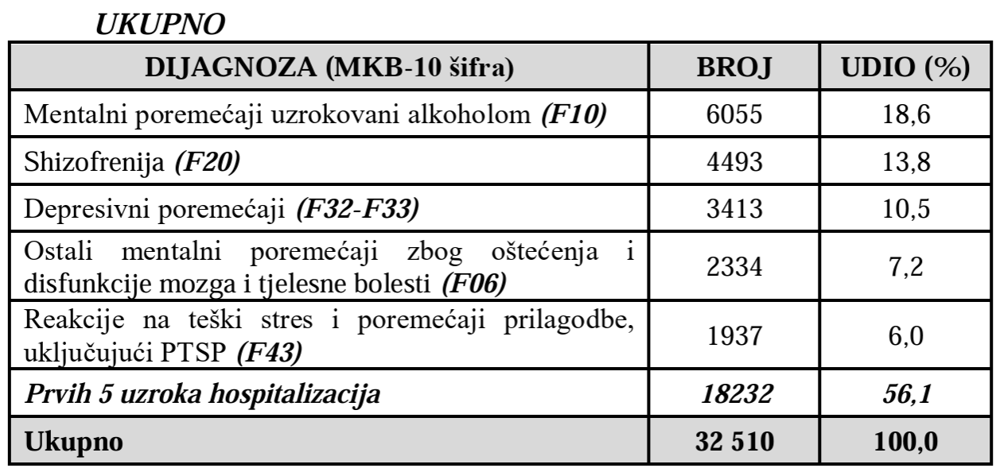 UKUPNO
DIJAGNOZA (MKB-10 šifra) BROJ UDIO (%)
Mentalni poremećaji uzrokovani alkoholom (F10) 6055 18,6
Shizofrenija (F20) 4493 13,8
Depresivni poremećaji (F32-F33) 3413 10,5
Ostali mentalni poremećaji zbog oštećenja i
disfunkcije mozga i tjelesne bolesti (F06) 2334 7,2
Reakcije na teški stres i poremećaji prilagodbe,
uključujući PTSP (F43) 1937 6,0
Prvih 5 uzroka hospitalizacija 18232 56,1
Ukupno 32 510 100,0